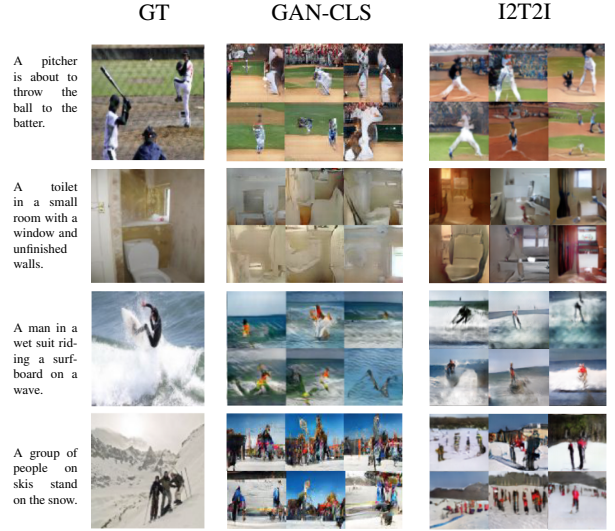 GT GAN-CLS I2T2I
A pitcher
is about to
throw the
ball to the
batter.
A toilet
in a small
room with a
window and
unfinished
walls.
A man in a
wet suit rid-
ing a surf-
board on a
wave.
A group of
people on
skis stand
on the snow.